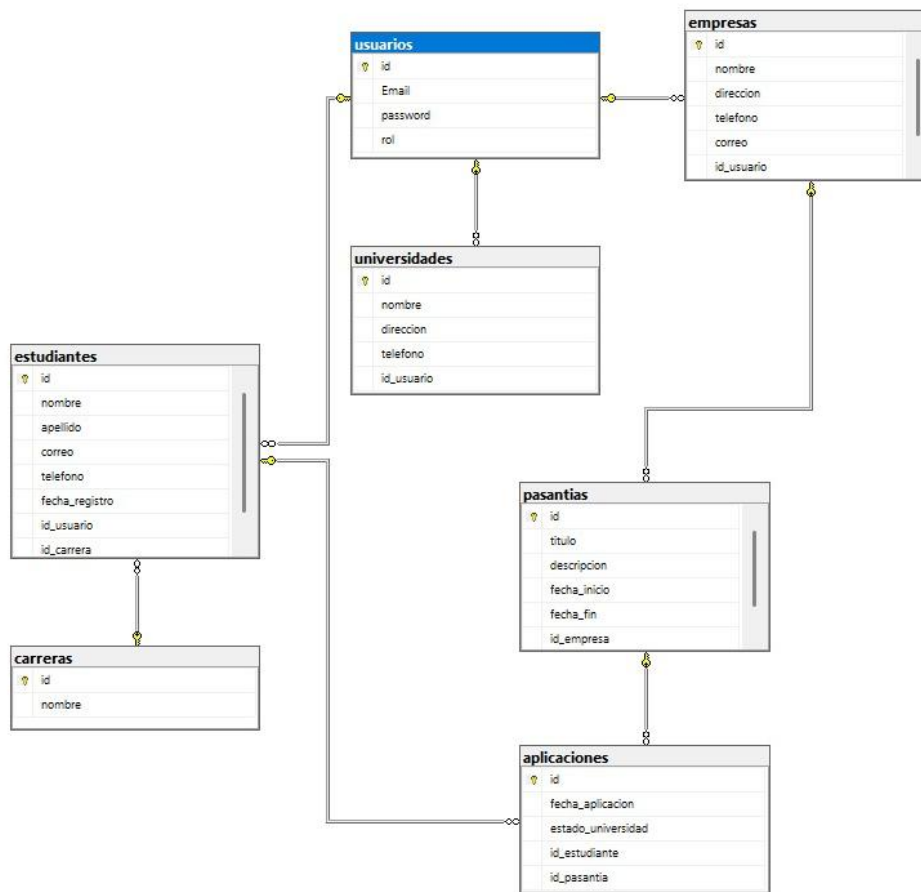 empresas
id
nombre
direccion
telefono
correo
id_usuario
usuarios
id
Email
password
rol
universidades
id
nombre
direccion
telefono
id_usuario
estudiantes
id
nombre
apellido
correo
telefono
fecha_registro
id_usuario
id_carrera
carreras
id
nombre
pasantias
id
titulo
descripcion
fecha_inicio
fecha_fin
id_empresa
aplicaciones
id
fecha_aplicacion
estado_universidad
id_estudiante
id_pasantia